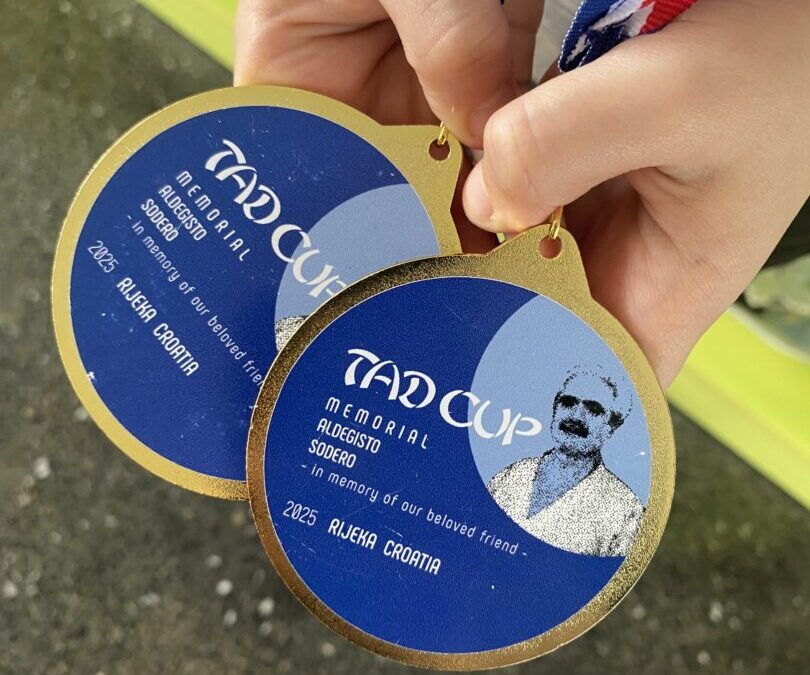 TAD CUP
MEMORIAL
ALDEGISTO
SODERO
- in memory of our beloved frien
2025 RIJEKA CROATIA
TAD CUP
MEMORIAL
ALDEGISTO
SODERO
- in memory of our beloved friend -
2025 RIJEKA CROATIA